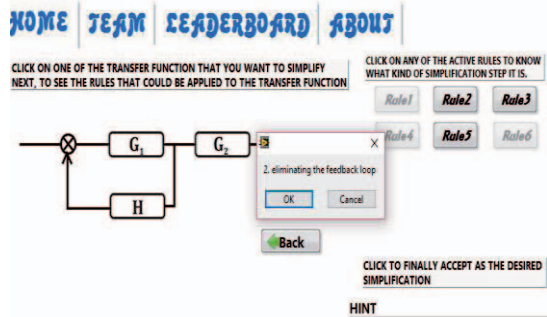 HOME TEAM LEADERBOARD ABOUT
CLICK ON ONE OF THE TRANSFER FUNCTION THAT YOU WANT TO SIMPLIFY
NEXT, TO SEE THE RULES THAT COULD BE APPLIED TO THE TRANSFER FUNCTION
CLICK ON ANY OF THE ACTIVE RULES TO KNOW
WHAT KIND OF SIMPLIFICATION STEP IT IS.
Rule1 Rule2 Rule3
Rule4 Rule5 Rule6
G₁ G₂
H
X
2. eliminating the feedback loop
OK Cancel
Back
CLICK TO FINALLY ACCEPT AS THE DESIRED
SIMPLIFICATION
HINT